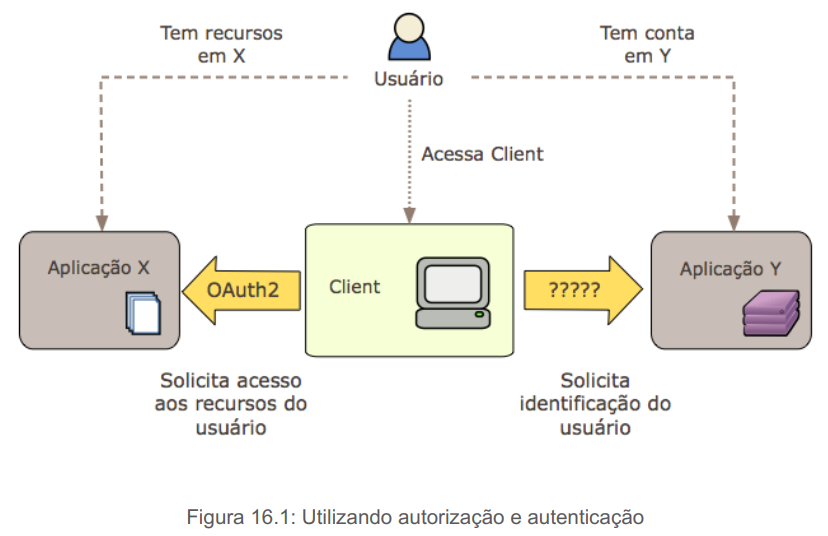 Tem recursos
em X
Usuário
Tem conta
em Y
Acessa Client
Aplicação X
OAuth2
Client
?????
Aplicação Y
Solicita acesso
aos recursos do
usuário
Solicita
identificação do
usuário
Figura 16.1: Utilizando autorização e autenticação